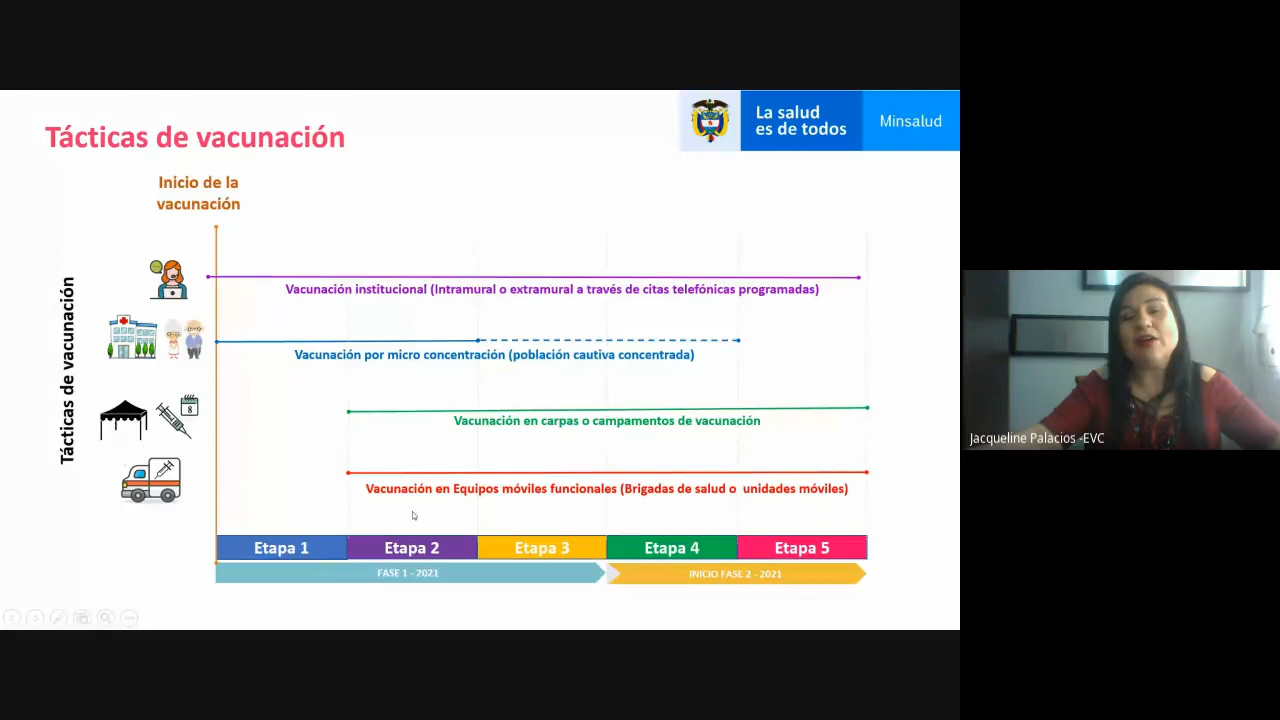 Tácticas de vacunación
La salud
es de todos
Minsalud
Inicio de la
vacunación
Tácticas de vacunación
Vacunación institucional (Intramural o extramural a través de citas telefónicas programadas)
Vacunación por micro concentración (población cautiva concentrada)
8
Vacunación en carpas o campamentos de vacunación
Vacunación en Equipos móviles funcionales (Brigadas de salud o unidades móviles)
Etapa 1
Etapa 2
Etapa 3
Etapa 4
Etapa 5
FASE 1 - 2021
INICIO FASE 2 - 2021
Jacqueline Palacios -EVC